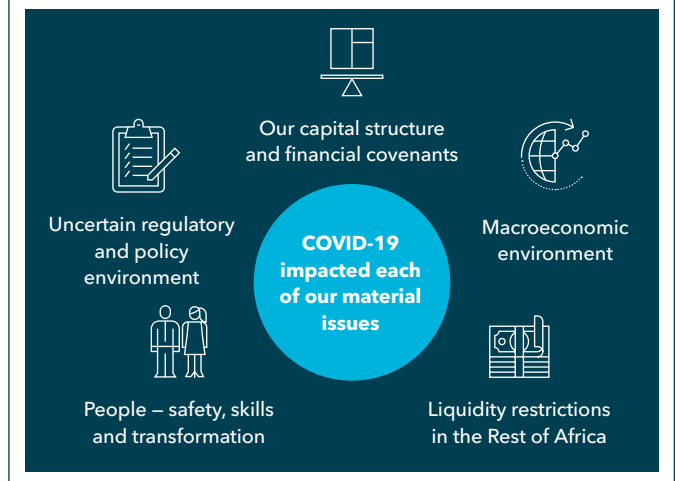 Our capital structure
and financial covenants
Uncertain regulatory
and policy
environment
Macroeconomic
environment
COVID-19
impacted each
of our material
issues
People – safety, skills
and transformation
Liquidity restrictions
in the Rest of Africa